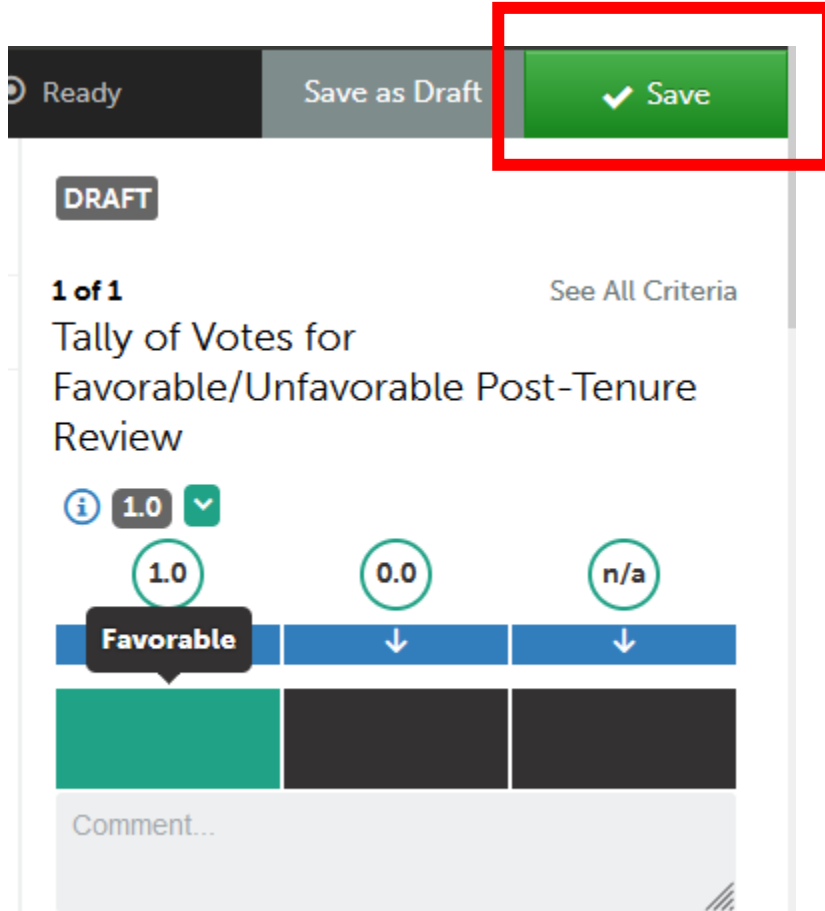 Ready Save as Draft Save
DRAFT
1 of 1 See All Criteria
Tally of Votes for
Favorable/Unfavorable Post-Tenure
Review
1.0
1.0 0.0 n/a
Favorable
Comment...